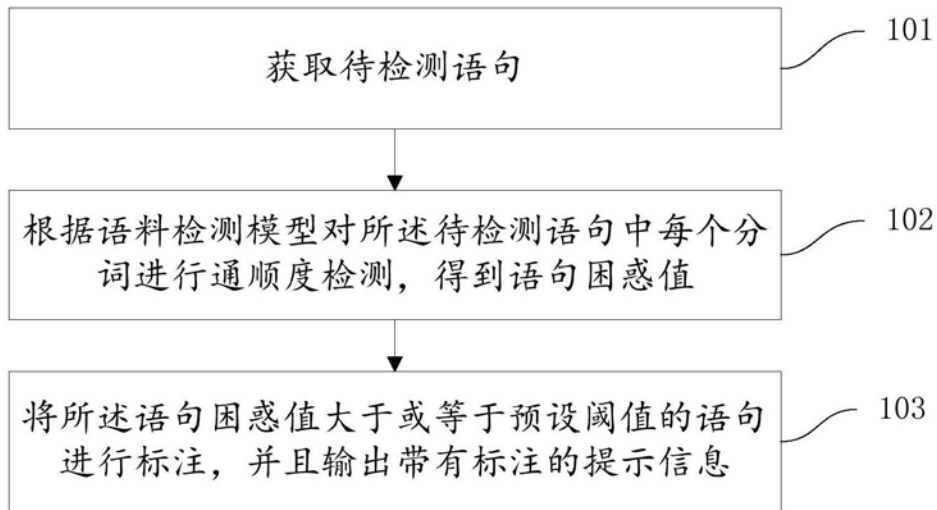 获取待检测语句
101
根据语料检测模型对所述待检测语句中每个分
词进行通顺度检测，得到语句困惑值
102
将所述语句困惑值大于或等于预设阈值的语句
进行标注，并且输出带有标注的提示信息
103